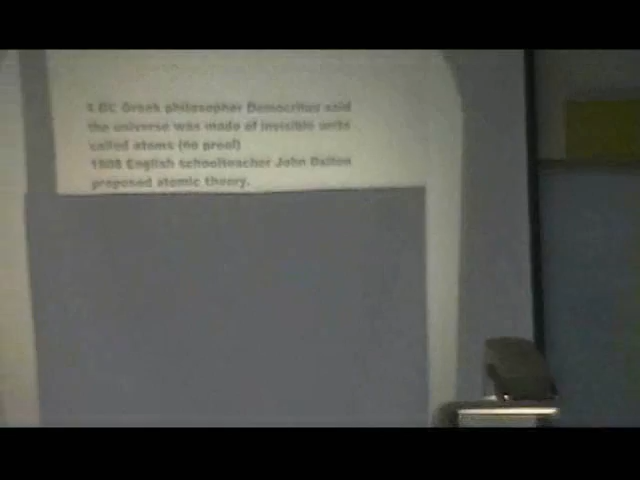 4 BC Greek philosopher Democritus said
the universe was made of invisible units
called atoms (no proof)
1808 English schoolteacher John Dalton
proposed atomic theory.